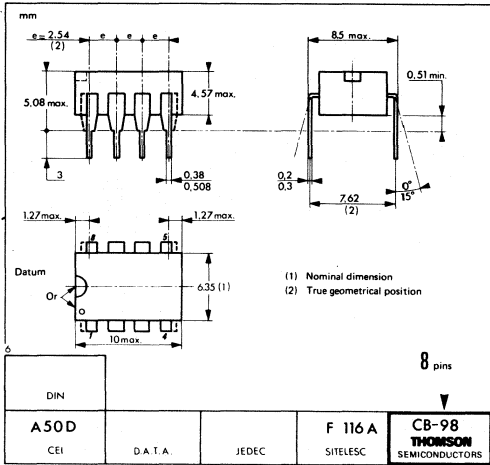 mm
e=2.54
(2)
e
e
e
8.5 max.
5,08 max.
4,57 max.
0,51 min.
3
0,38
0,508
0,2
0,3
7.62
(2)
0°
15°
1.27 max.
1,27 max.
8
5
Datum
Or
6.35 (1)
1
4
10 max.
(1) Nominal dimension
(2) True geometrical position
6
8 pins
DIN
A50D
CEI
D.A.T.A.
JEDEC
F 116A
SITELESC
CB-98
THOMSON
SEMICONDUCTORS